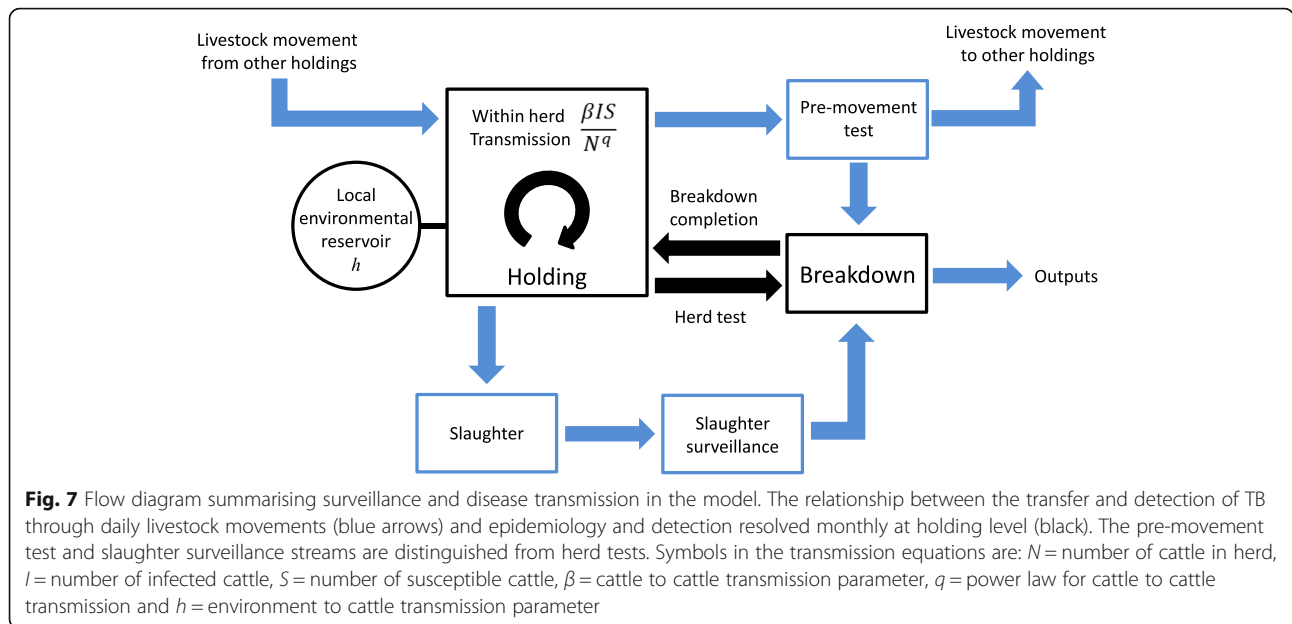 Livestock movement
from other holdings
Livestock movement
to other holdings
Within herd
Transmission βIS/N^q
Pre-movement
test
Local
environmental
reservoir
h
Breakdown
completion
Holding
Breakdown
Outputs
Herd test
Slaughter
Slaughter
surveillance
Fig. 7 Flow diagram summarising surveillance and disease transmission in the model. The relationship between the transfer and detection of TB
through daily livestock movements (blue arrows) and epidemiology and detection resolved monthly at holding level (black). The pre-movement
test and slaughter surveillance streams are distinguished from herd tests. Symbols in the transmission equations are: N = number of cattle in herd,
I = number of infected cattle, S = number of susceptible cattle, β = cattle to cattle transmission parameter, q = power law for cattle to cattle
transmission and h = environment to cattle transmission parameter